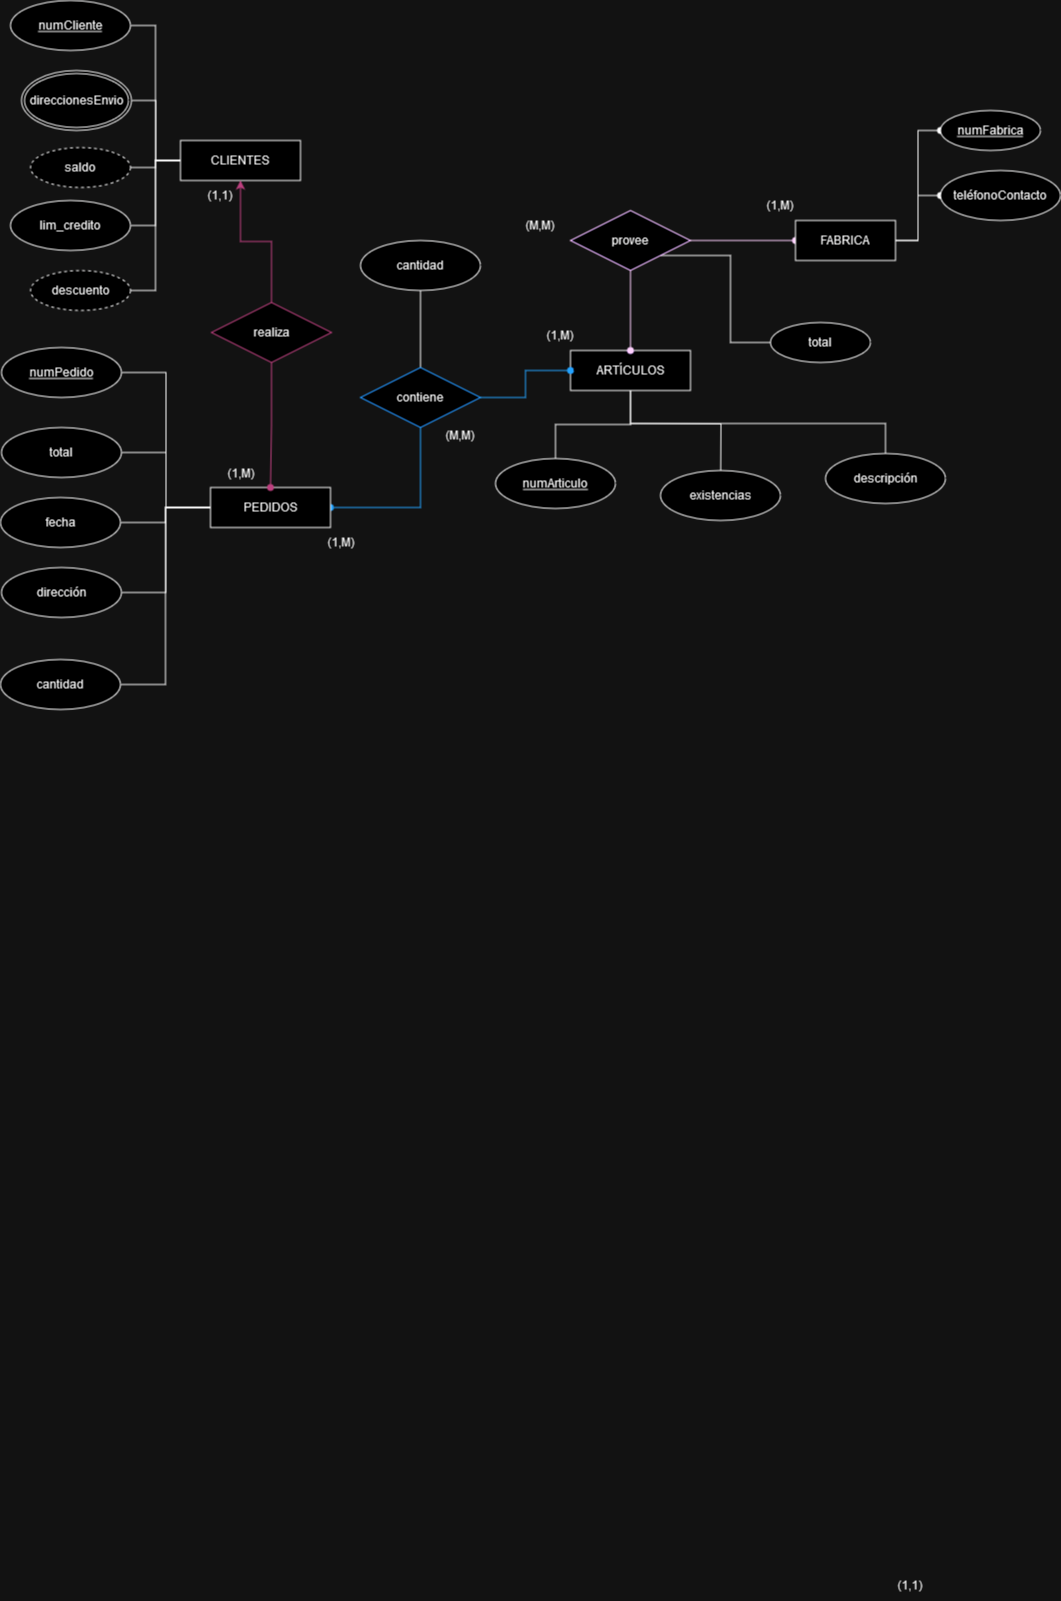 numCliente
direccionesEnvio
saldo
lim_credito
descuento
CLIENTES
(1,1)
realiza
numPedido
total
fecha
dirección
cantidad
(1,M)
PEDIDOS
(1,M)
cantidad
contiene
(M,M)
(M,M)
provee
(1,M)
FABRICA
numFabrica
teléfonoContacto
total
(1,M)
ARTÍCULOS
numArticulo
existencias
descripción
(1,1)